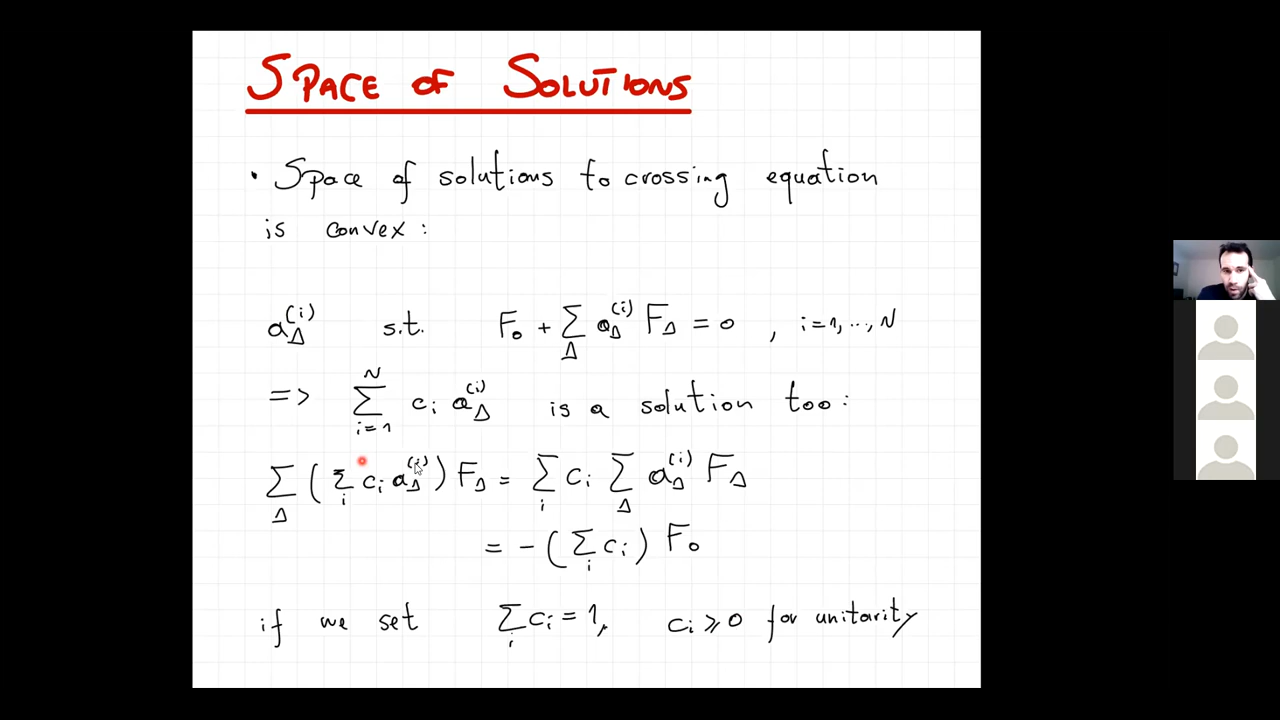 SPACE OF SOLUTIONS
• Space of solutions to crossing equation
is convex:
a_Δ^(i) s.t. F_0 + Σ_Δ a_Δ^(i) F_Δ = 0 , i=1,..,N
=> Σ_{i=1}^N c_i a_Δ^(i) is a solution too:
Σ_Δ ( Σ_i c_i a_Δ^(i) ) F_Δ = Σ_i c_i Σ_Δ a_Δ^(i) F_Δ
= - ( Σ_i c_i ) F_0
if we set Σ_i c_i = 1, c_i ⩾ 0 for unitarity